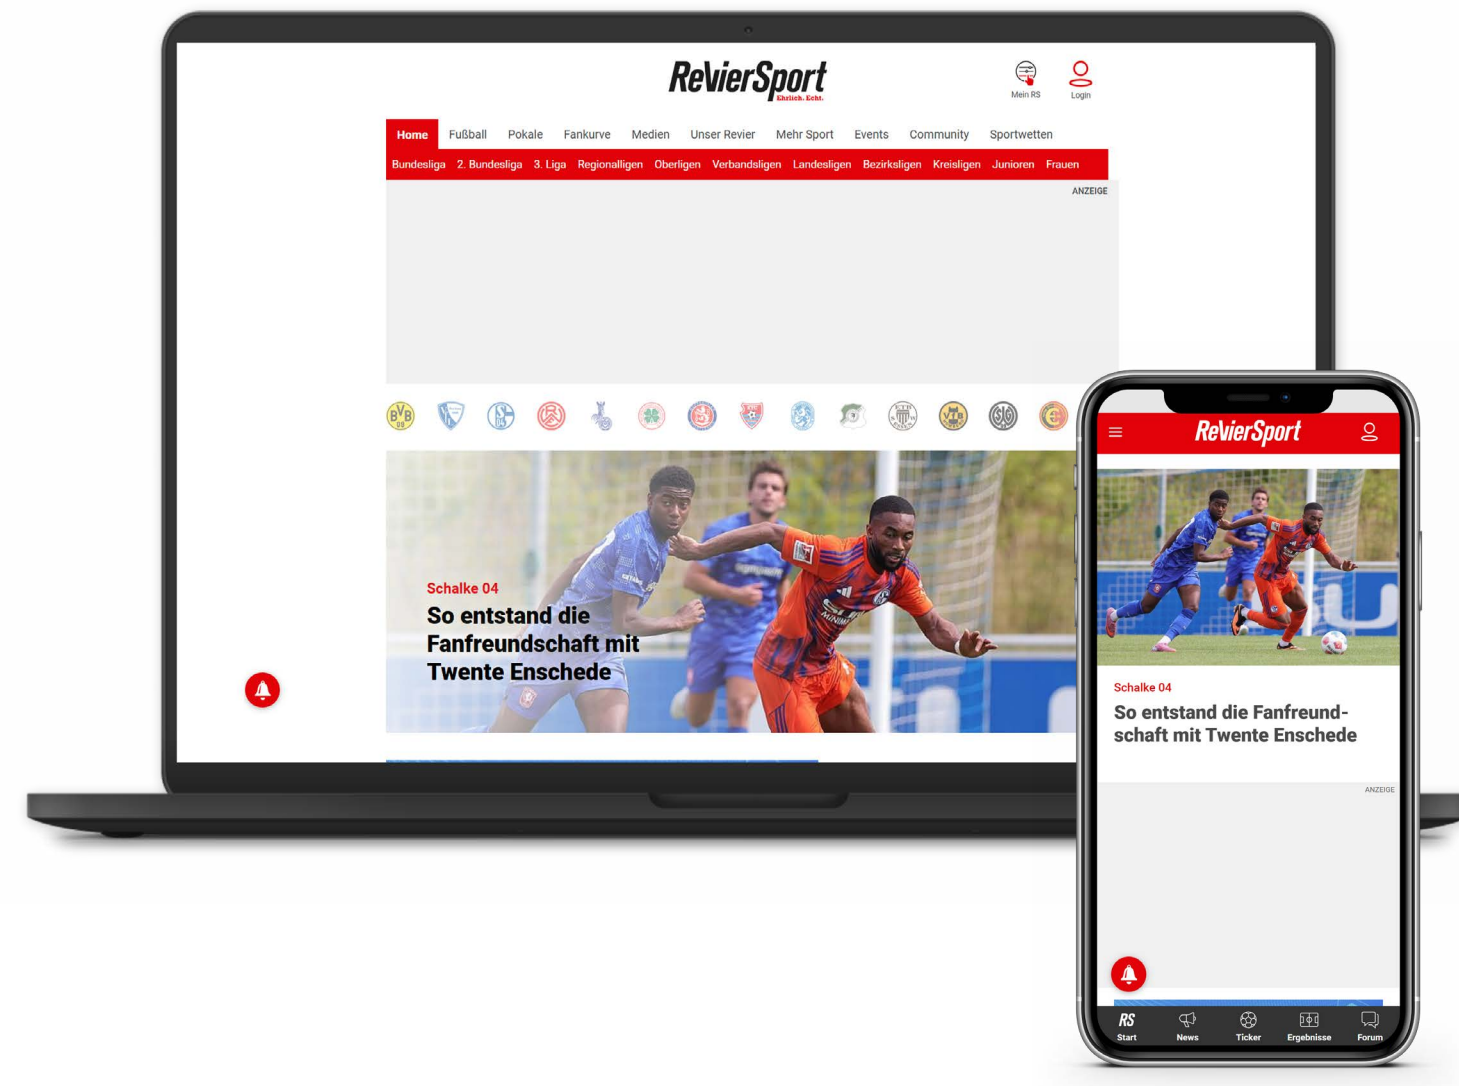 ReVierSport
Ehrlich. Echt.
Mein RS
Login
Home Fußball Pokale Fankurve Medien Unser Revier Mehr Sport Events Community Sportwetten
Bundesliga 2. Bundesliga 3. Liga Regionalligen Oberligen Verbandsligen Landesligen Bezirksligen Kreisligen Junioren Frauen
ANZEIGE
BVB
09
Schalke 04
So entstand die
Fanfreundschaft mit
Twente Enschede
ReVierSport
Schalke 04
So entstand die Fanfreund-
schaft mit Twente Enschede
ANZEIGE
RS
Start News Ticker Ergebnisse Forum